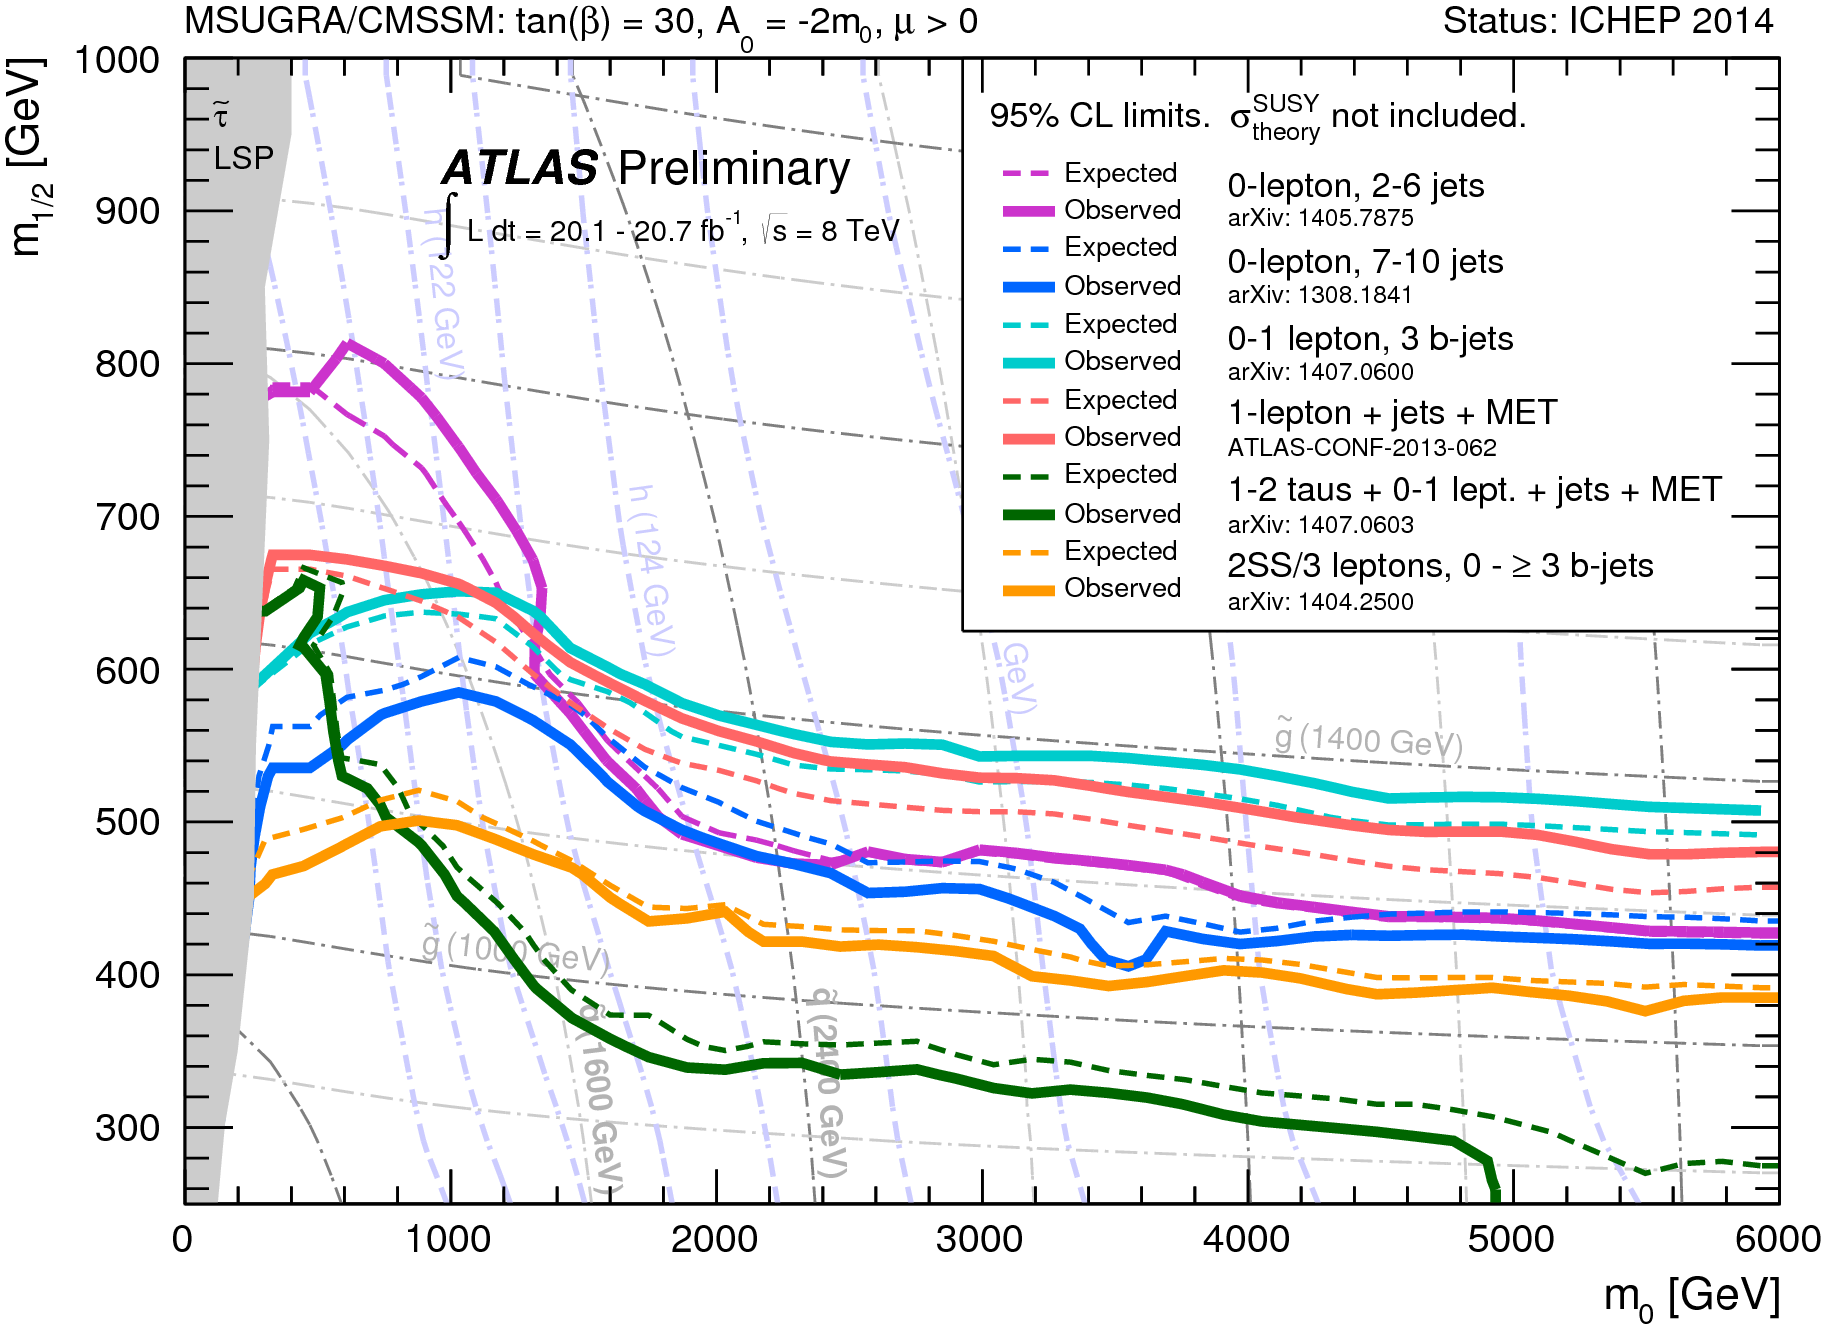 MSUGRA/CMSSM: tan(β) = 30, A₀ = -2m₀, μ > 0
Status: ICHEP 2014
m₁/₂ [GeV]
1000
900
800
700
600
500
400
300
τ̃
LSP
ATLAS Preliminary
∫ L dt = 20.1 - 20.7 fb⁻¹, √s = 8 TeV
h (122 GeV)
h (124 GeV)
GeV)
g̃ (1400 GeV)
g̃ (1000 GeV)
q̃ (1600 GeV)
q̃ (2400 GeV)
95% CL limits. σ^SUSY_theory not included.
Expected
Observed
0-lepton, 2-6 jets
arXiv: 1405.7875
Expected
Observed
0-lepton, 7-10 jets
arXiv: 1308.1841
Expected
Observed
0-1 lepton, 3 b-jets
arXiv: 1407.0600
Expected
Observed
1-lepton + jets + MET
ATLAS-CONF-2013-062
Expected
Observed
1-2 taus + 0-1 lept. + jets + MET
arXiv: 1407.0603
Expected
Observed
2SS/3 leptons, 0 - ≥ 3 b-jets
arXiv: 1404.2500
0 1000 2000 3000 4000 5000 6000
m₀ [GeV]